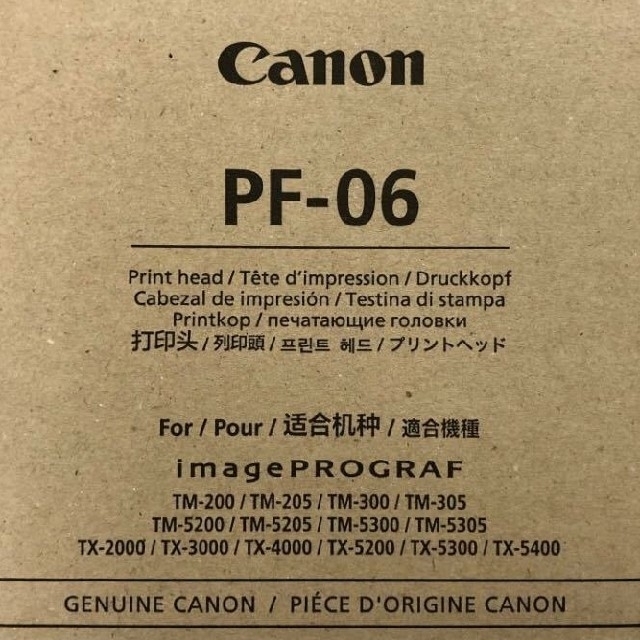 Canon
PF-06
Print head / Tête d'impression / Druckkopf
Cabezal de impresión / Testina di stampa
Printkop / печатающие головки
打印头 / 列印頭 / 프린트 헤드 / プリントヘッド
For / Pour / 适合机种 / 適合機種
imagePROGRAF
TM-200 / TM-205 / TM-300 / TM-305
TM-5200 / TM-5205 / TM-5300 / TM-5305
TX-2000 / TX-3000 / TX-4000 / TX-5200 / TX-5300 / TX-5400
GENUINE CANON / PIÉCE D'ORIGINE CANON